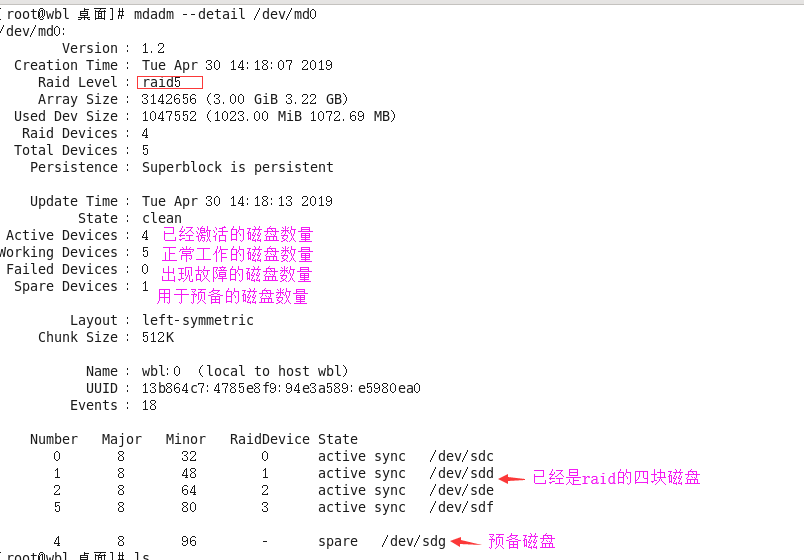 [ root@wbl 桌面]# mdadm --detail /dev/md0
/dev/md0:
Version : 1.2
Creation Time : Tue Apr 30 14:18:07 2019
Raid Level : raid5
Array Size : 3142656 (3.00 GiB 3.22 GB)
Used Dev Size : 1047552 (1023.00 MiB 1072.69 MB)
Raid Devices : 4
Total Devices : 5
Persistence : Superblock is persistent
Update Time : Tue Apr 30 14:18:13 2019
State : clean
Active Devices : 4 已经激活的磁盘数量
Working Devices : 5 正常工作的磁盘数量
Failed Devices : 0 出现故障的磁盘数量
Spare Devices : 1 用于预备的磁盘数量
Layout : left-symmetric
Chunk Size : 512K
Name : wbl:0 (local to host wbl)
UUID : 13b864c7:4785e8f9:94e3a589:e5980ea0
Events : 18
Number Major Minor RaidDevice State
0 8 32 0 active sync /dev/sdc
1 8 48 1 active sync /dev/sdd 已经是raid的四块磁盘
2 8 64 2 active sync /dev/sde
5 8 80 3 active sync /dev/sdf
4 8 96 - spare /dev/sdg 预备磁盘
[ root@wbl 桌面]# ls